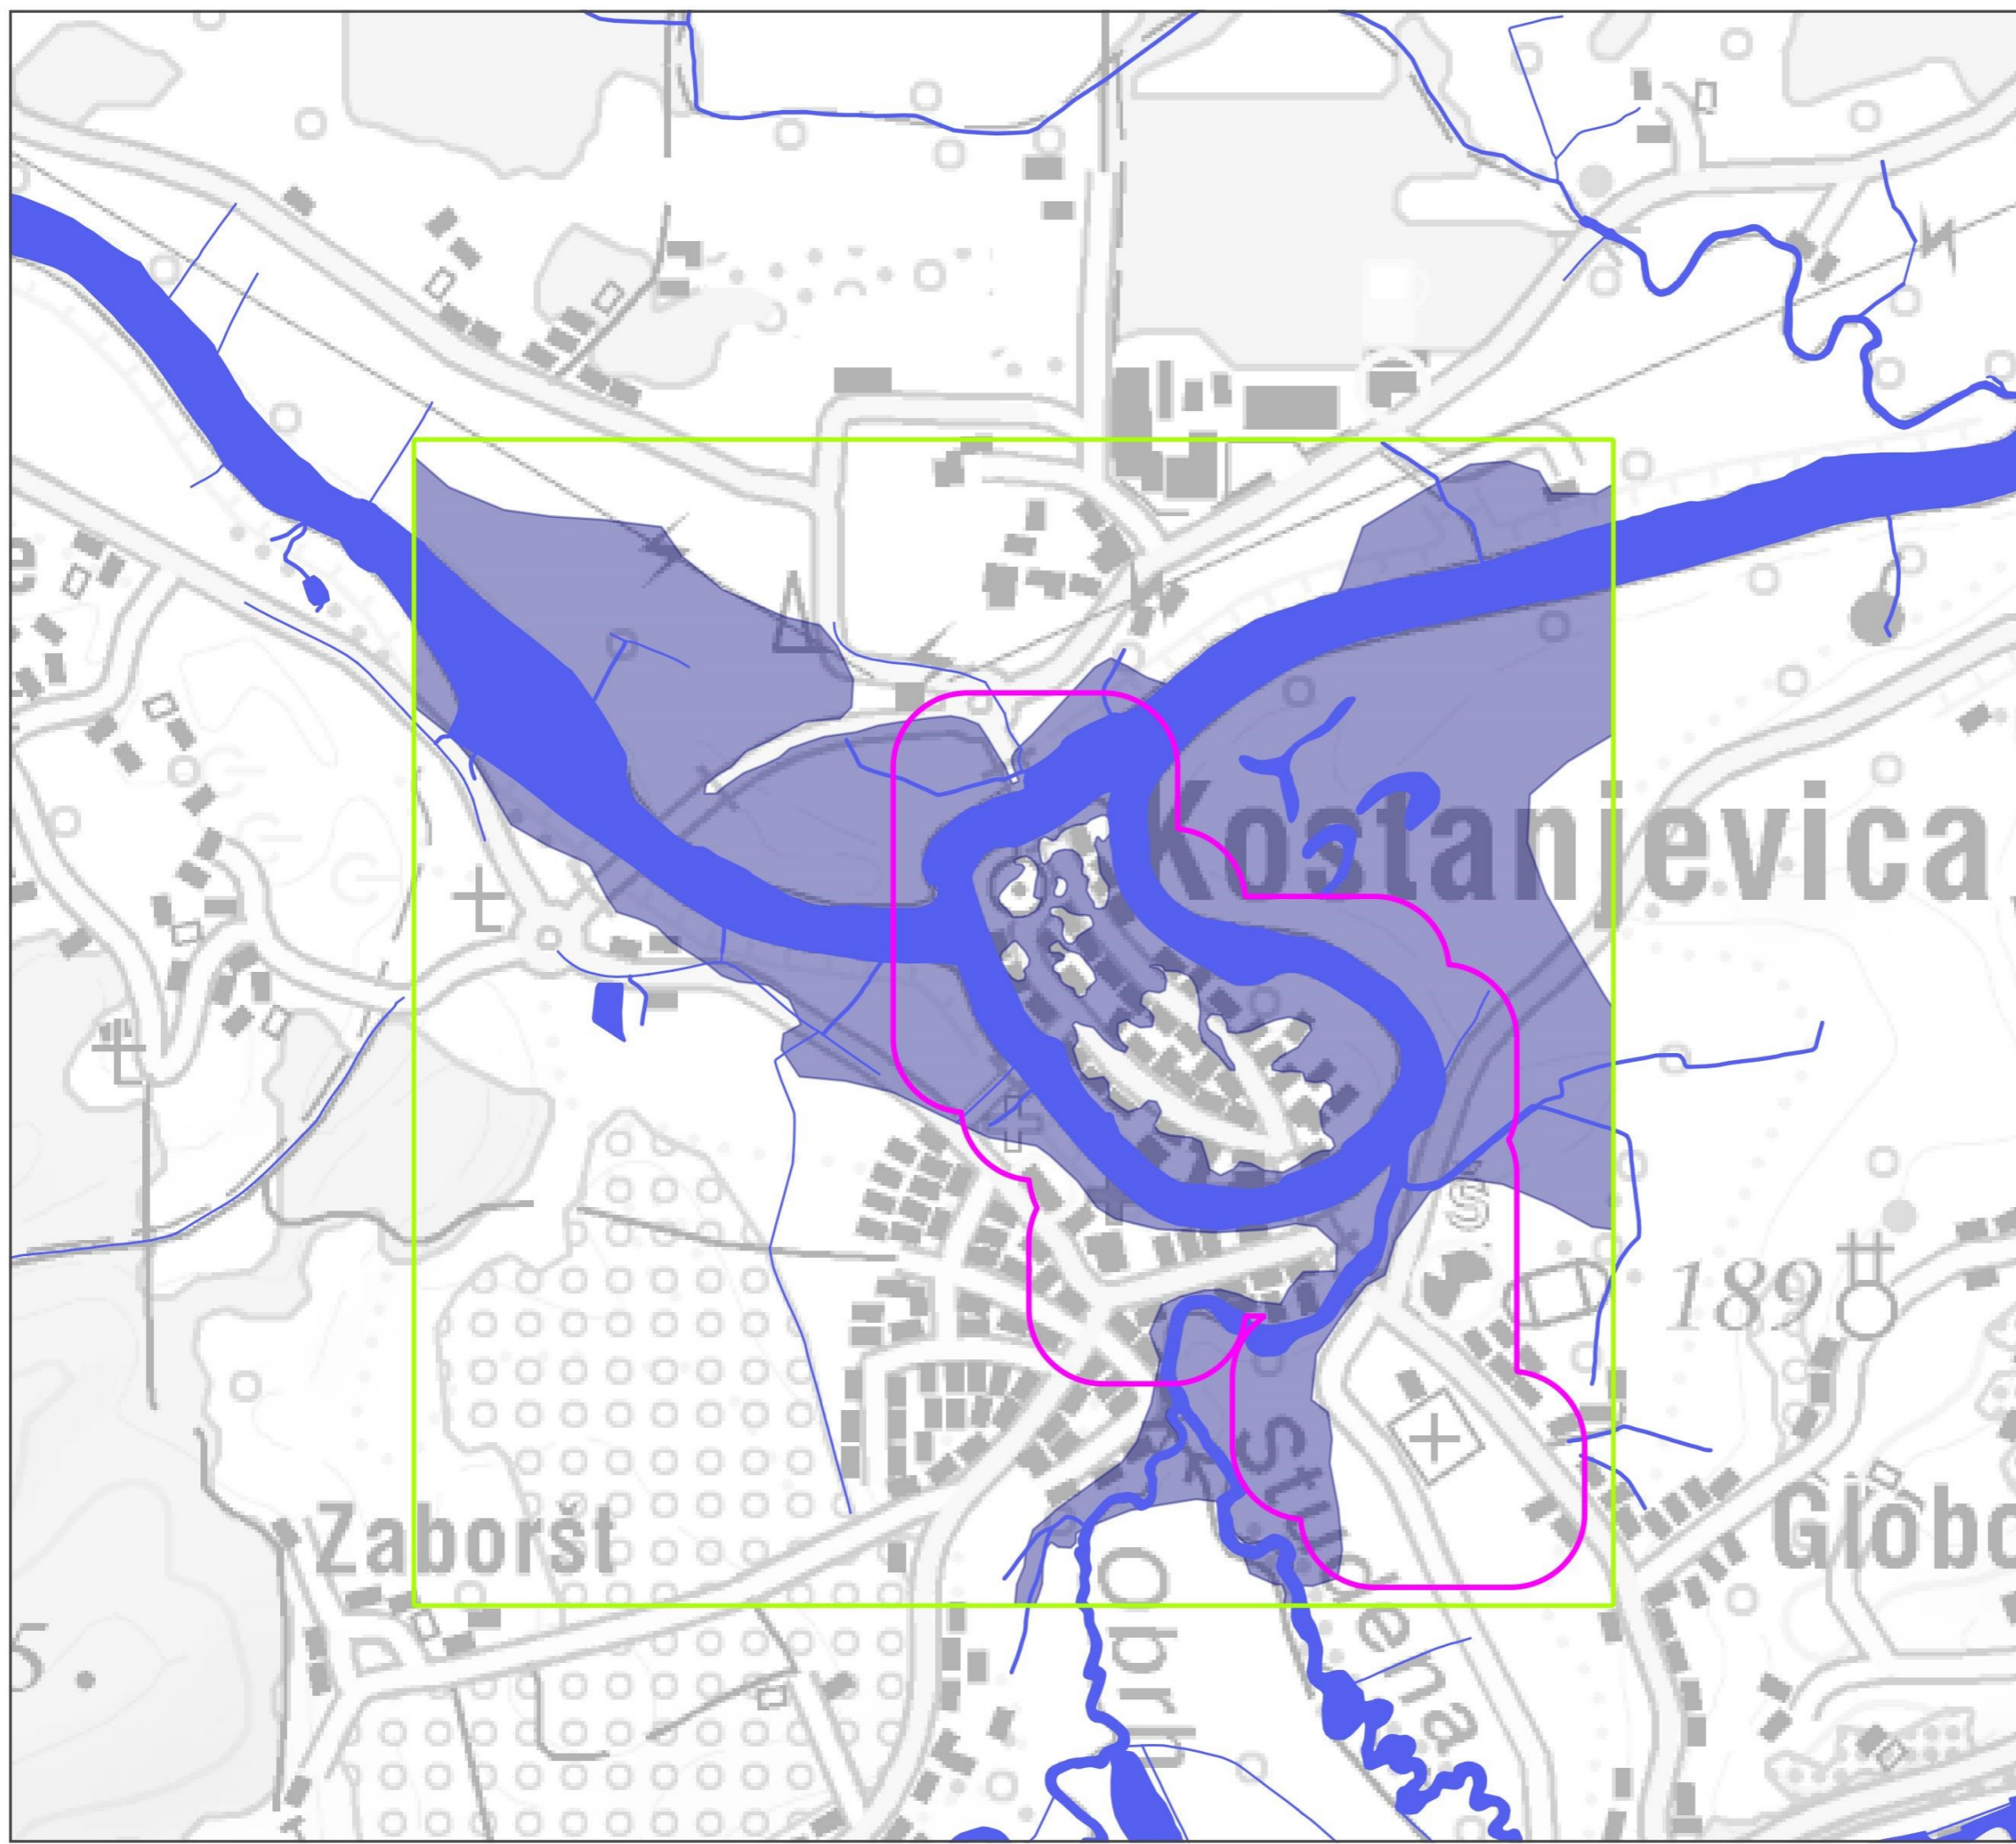 e
Kostanjevica
Š
189
Zaboršt
Globo
Studena
Obrh
5